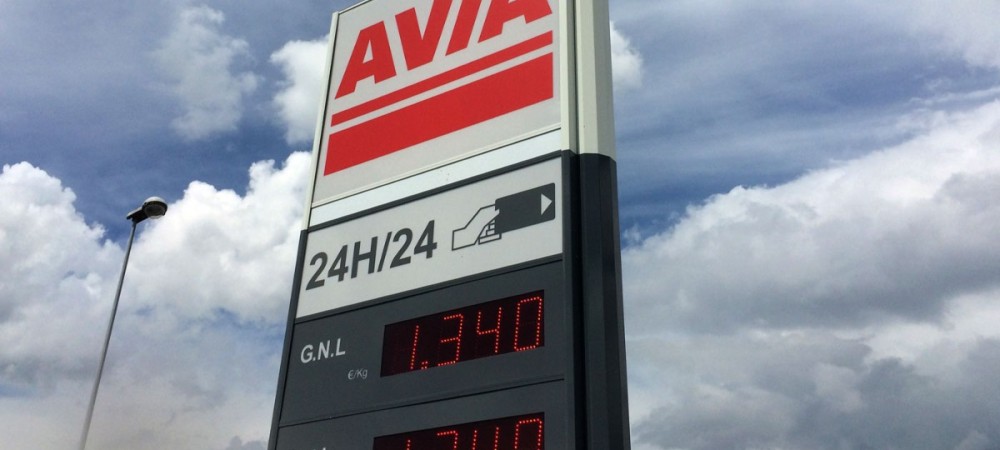 AVIA
24H/24
G.N.L
€/Kg
1.340